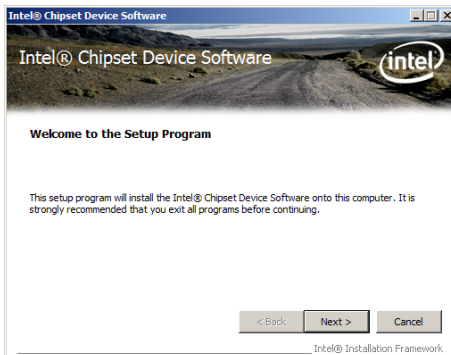 Intel® Chipset Device Software
Intel® Chipset Device Software
intel
Welcome to the Setup Program
This setup program will install the Intel® Chipset Device Software onto this computer. It is
strongly recommended that you exit all programs before continuing.
< Back
Next >
Cancel
Intel® Installation Framework